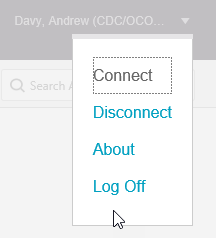 Davy, Andrew (CDC/OCO...
Search A
Connect
Disconnect
About
Log Off